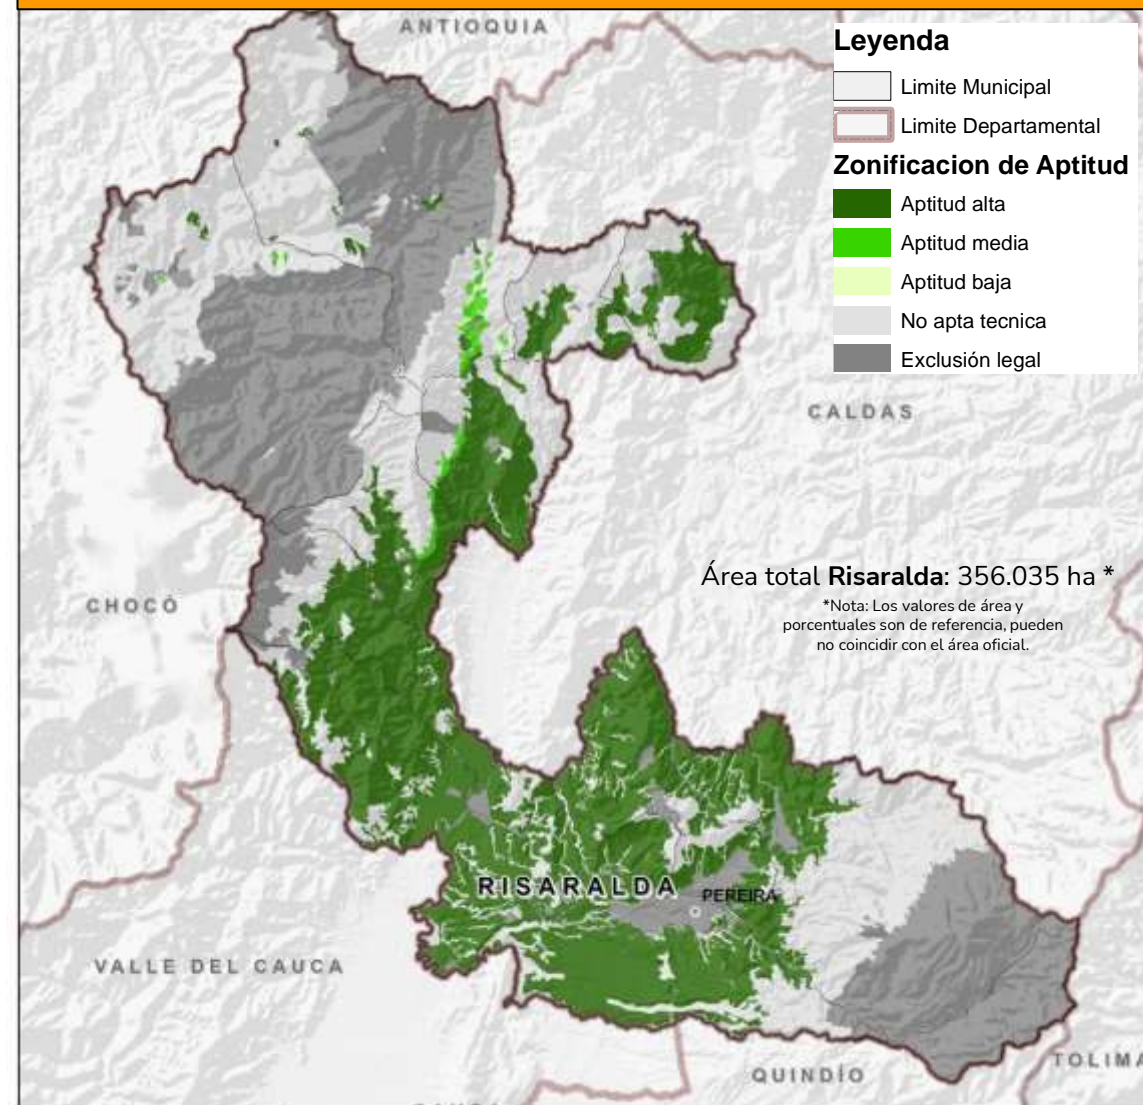 ANTIOQUIA
Leyenda
Limite Municipal
Limite Departamental
Zonificacion de Aptitud
Aptitud alta
Aptitud media
Aptitud baja
No apta tecnica
Exclusión legal
CALDAS
Área total Risaralda: 356.035 ha *
*Nota: Los valores de área y
porcentuales son de referencia, pueden
no coincidir con el área oficial.
CHOCÓ
RISARALDA
PEREIRA
VALLE DEL CAUCA
QUINDÍO
TOLIMA